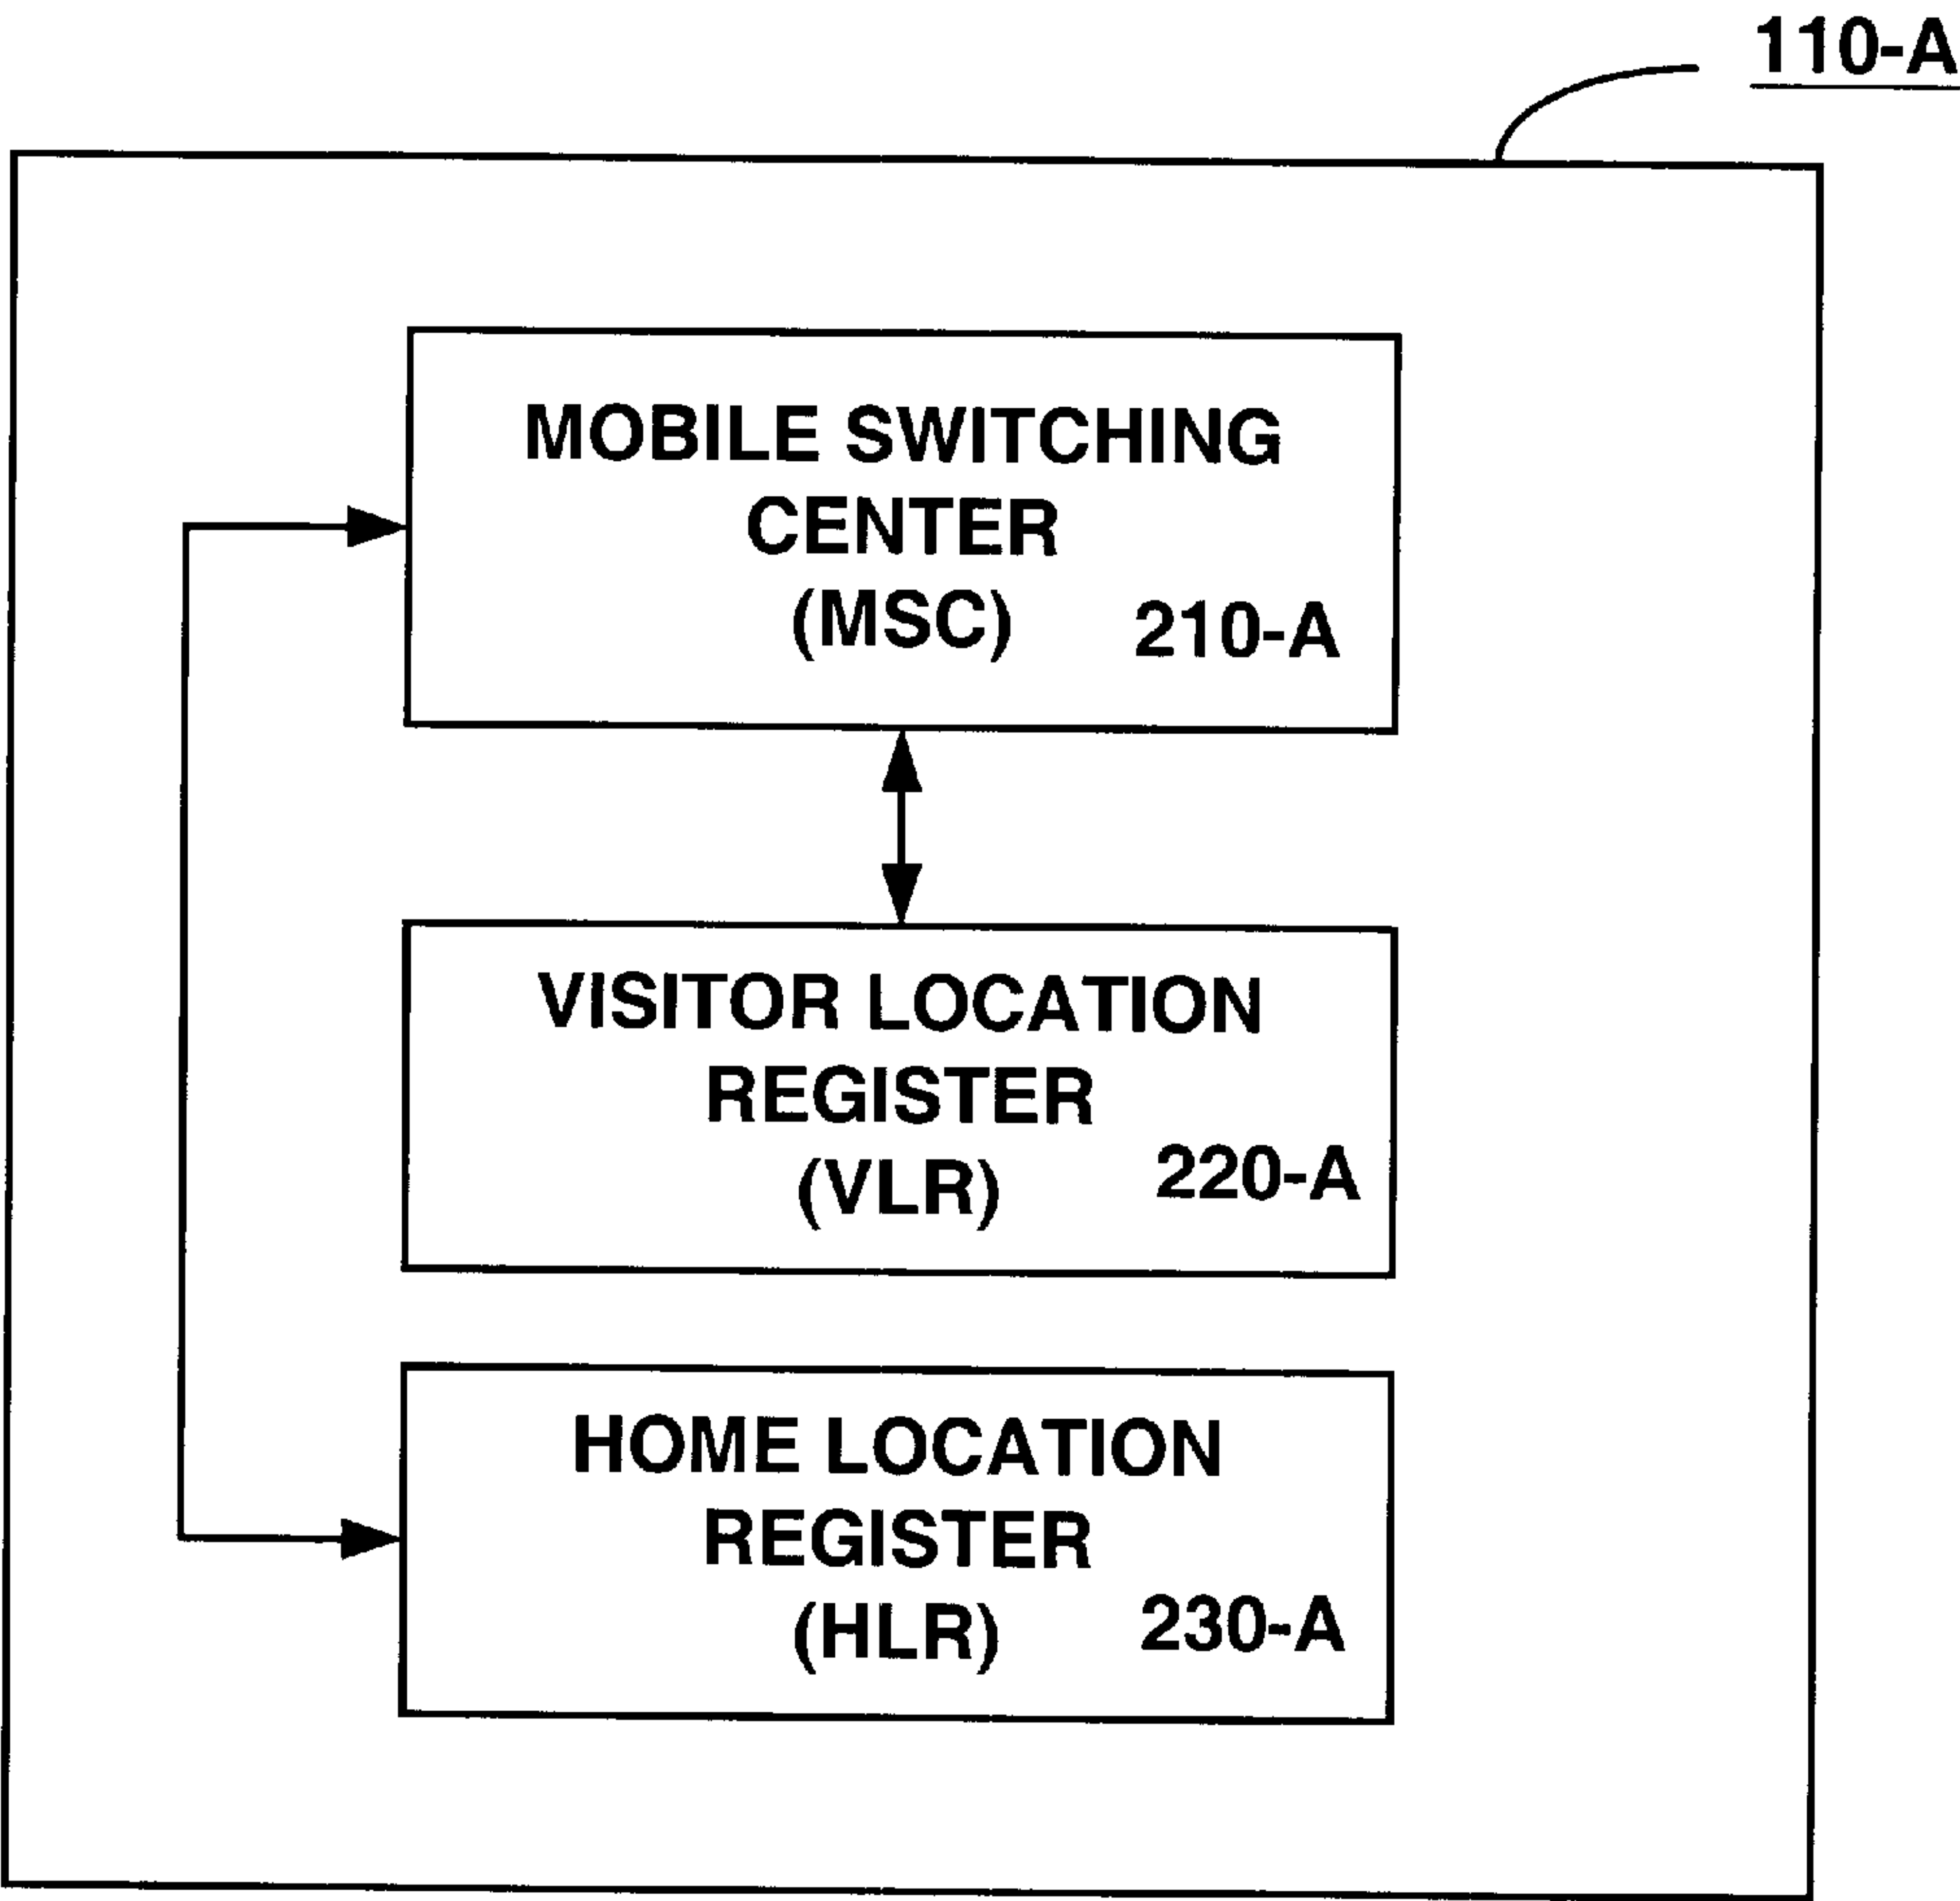 110-A
MOBILE SWITCHING
CENTER
(MSC)
210-A
VISITOR LOCATION
REGISTER
(VLR)
220-A
HOME LOCATION
REGISTER
(HLR)
230-A